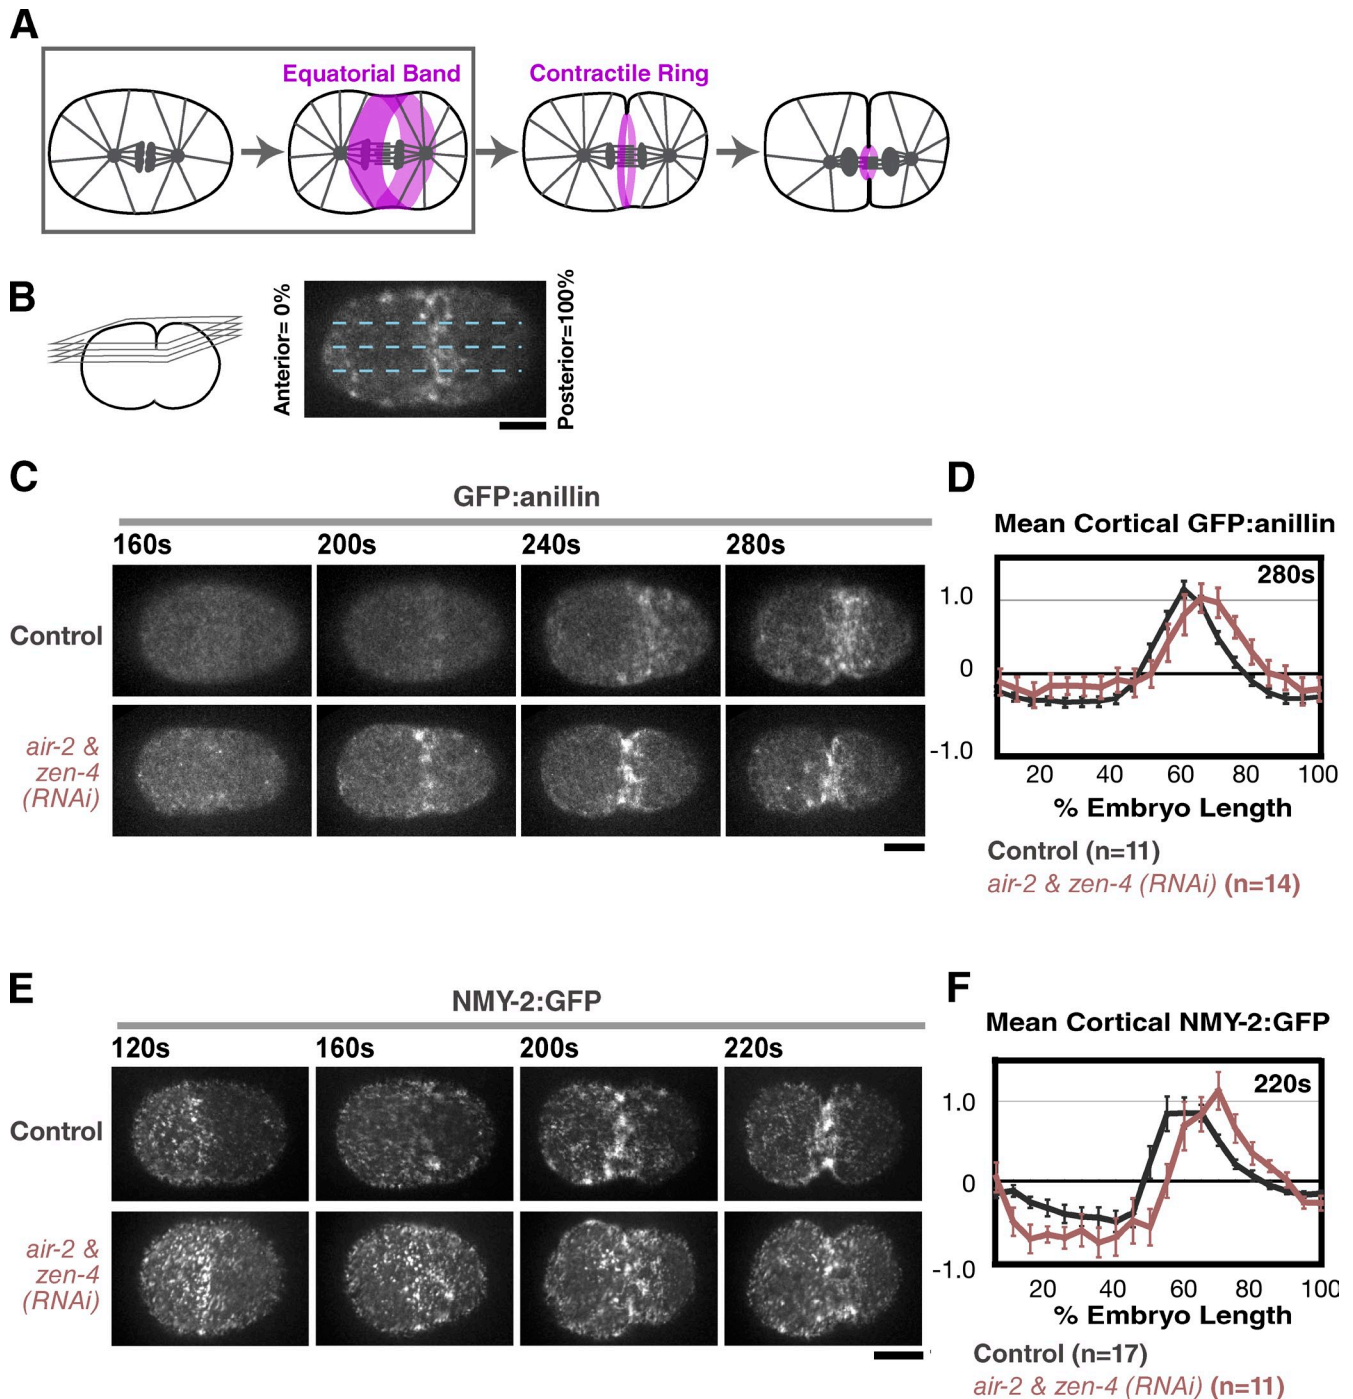 A
Equatorial Band
Contractile Ring
B
Anterior= 0%
Posterior=100%
C
GFP:anillin
160s
200s
240s
280s
Control
air-2 &
zen-4
(RNAi)
D
Mean Cortical GFP:anillin
280s
1.0
0
-1.0
20 40 60 80 100
% Embryo Length
Control (n=11)
air-2 & zen-4 (RNAi) (n=14)
E
NMY-2:GFP
120s
160s
200s
220s
Control
air-2 &
zen-4
(RNAi)
F
Mean Cortical NMY-2:GFP
220s
1.0
0
-1.0
20 40 60 80 100
% Embryo Length
Control (n=17)
air-2 & zen-4 (RNAi) (n=11)